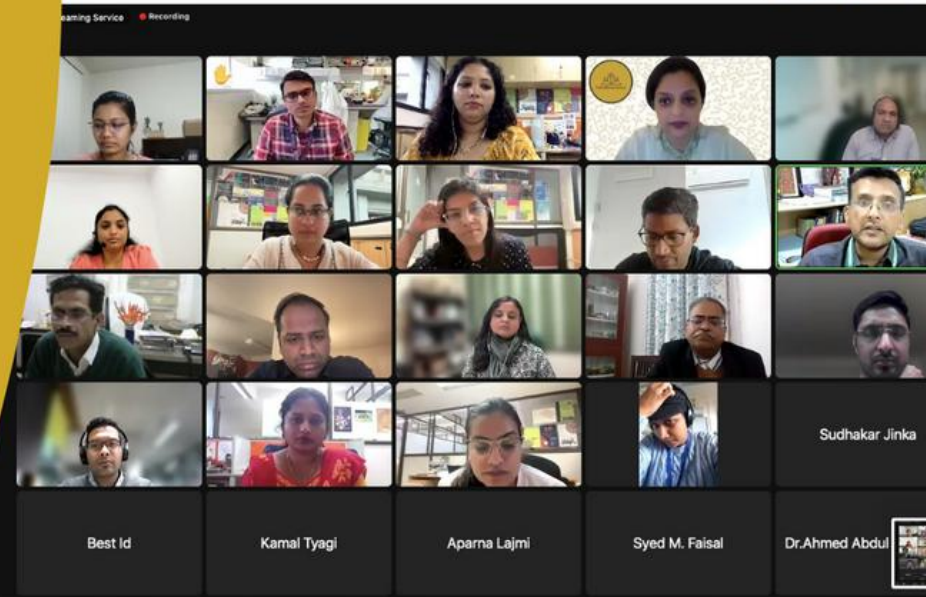 eaming Service
Recording
Sudhakar Jinka
Best Id
Kamal Tyagi
Aparna Lajmi
Syed M. Faisal
Dr.Ahmed Abdul